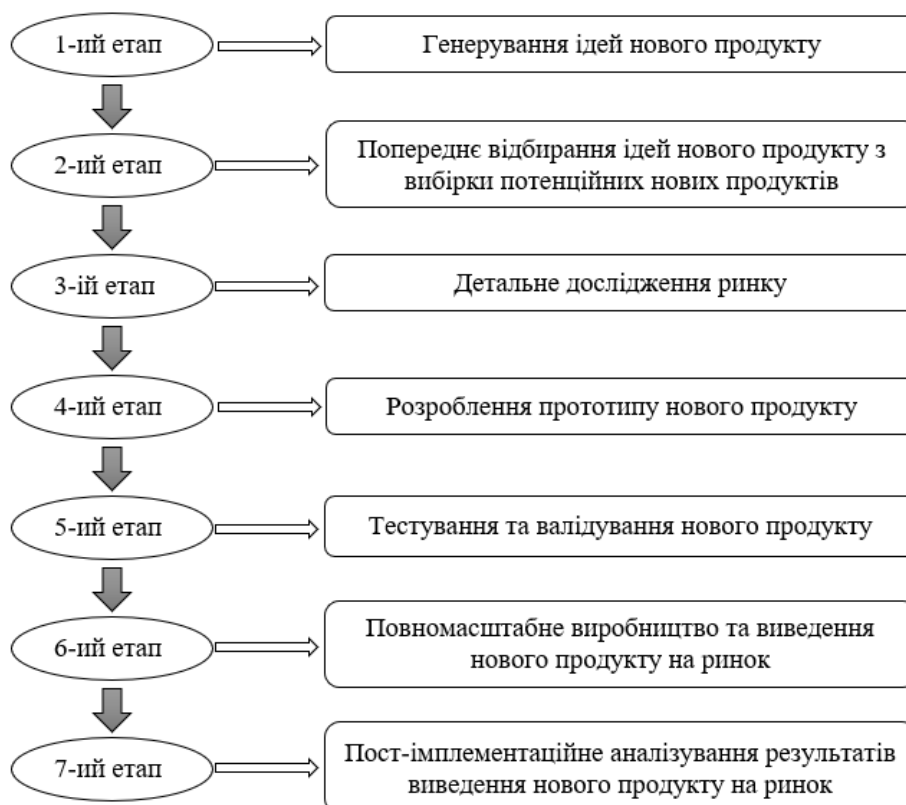 1-ий етап
Генерування ідей нового продукту
2-ий етап
Попереднє відбирання ідей нового продукту з
вибірки потенційних нових продуктів
3-ій етап
Детальне дослідження ринку
4-ий етап
Розроблення прототипу нового продукту
5-ий етап
Тестування та валідування нового продукту
6-ий етап
Повномасштабне виробництво та виведення
нового продукту на ринок
7-ий етап
Пост-імплементаційне аналізування результатів
виведення нового продукту на ринок